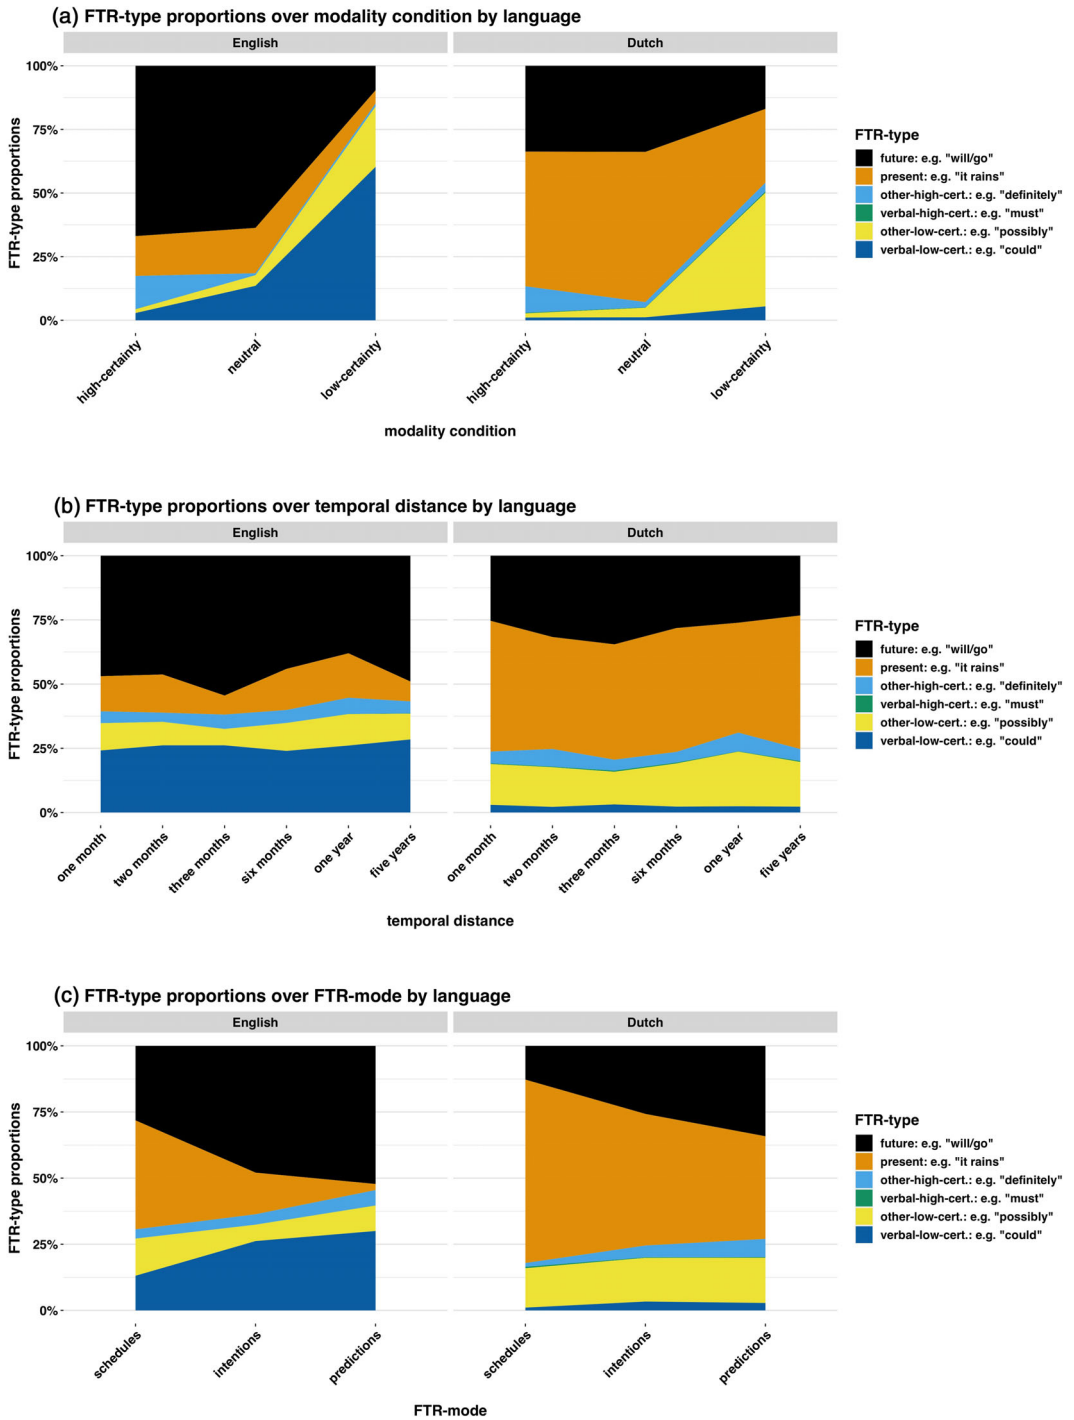 (a) FTR-type proportions over modality condition by language
English
Dutch
FTR-type proportions
100%
75%
50%
25%
0%
high-certainty
neutral
low-certainty
high-certainty
neutral
low-certainty
modality condition
FTR-type
future: e.g. "will/go"
present: e.g. "it rains"
other-high-cert.: e.g. "definitely"
verbal-high-cert.: e.g. "must"
other-low-cert.: e.g. "possibly"
verbal-low-cert.: e.g. "could"
(b) FTR-type proportions over temporal distance by language
English
Dutch
FTR-type proportions
100%
75%
50%
25%
0%
one month
two months
three months
six months
one year
five years
one month
two months
three months
six months
one year
five years
temporal distance
FTR-type
future: e.g. "will/go"
present: e.g. "it rains"
other-high-cert.: e.g. "definitely"
verbal-high-cert.: e.g. "must"
other-low-cert.: e.g. "possibly"
verbal-low-cert.: e.g. "could"
(c) FTR-type proportions over FTR-mode by language
English
Dutch
FTR-type proportions
100%
75%
50%
25%
0%
schedules
intentions
predictions
schedules
intentions
predictions
FTR-mode
FTR-type
future: e.g. "will/go"
present: e.g. "it rains"
other-high-cert.: e.g. "definitely"
verbal-high-cert.: e.g. "must"
other-low-cert.: e.g. "possibly"
verbal-low-cert.: e.g. "could"